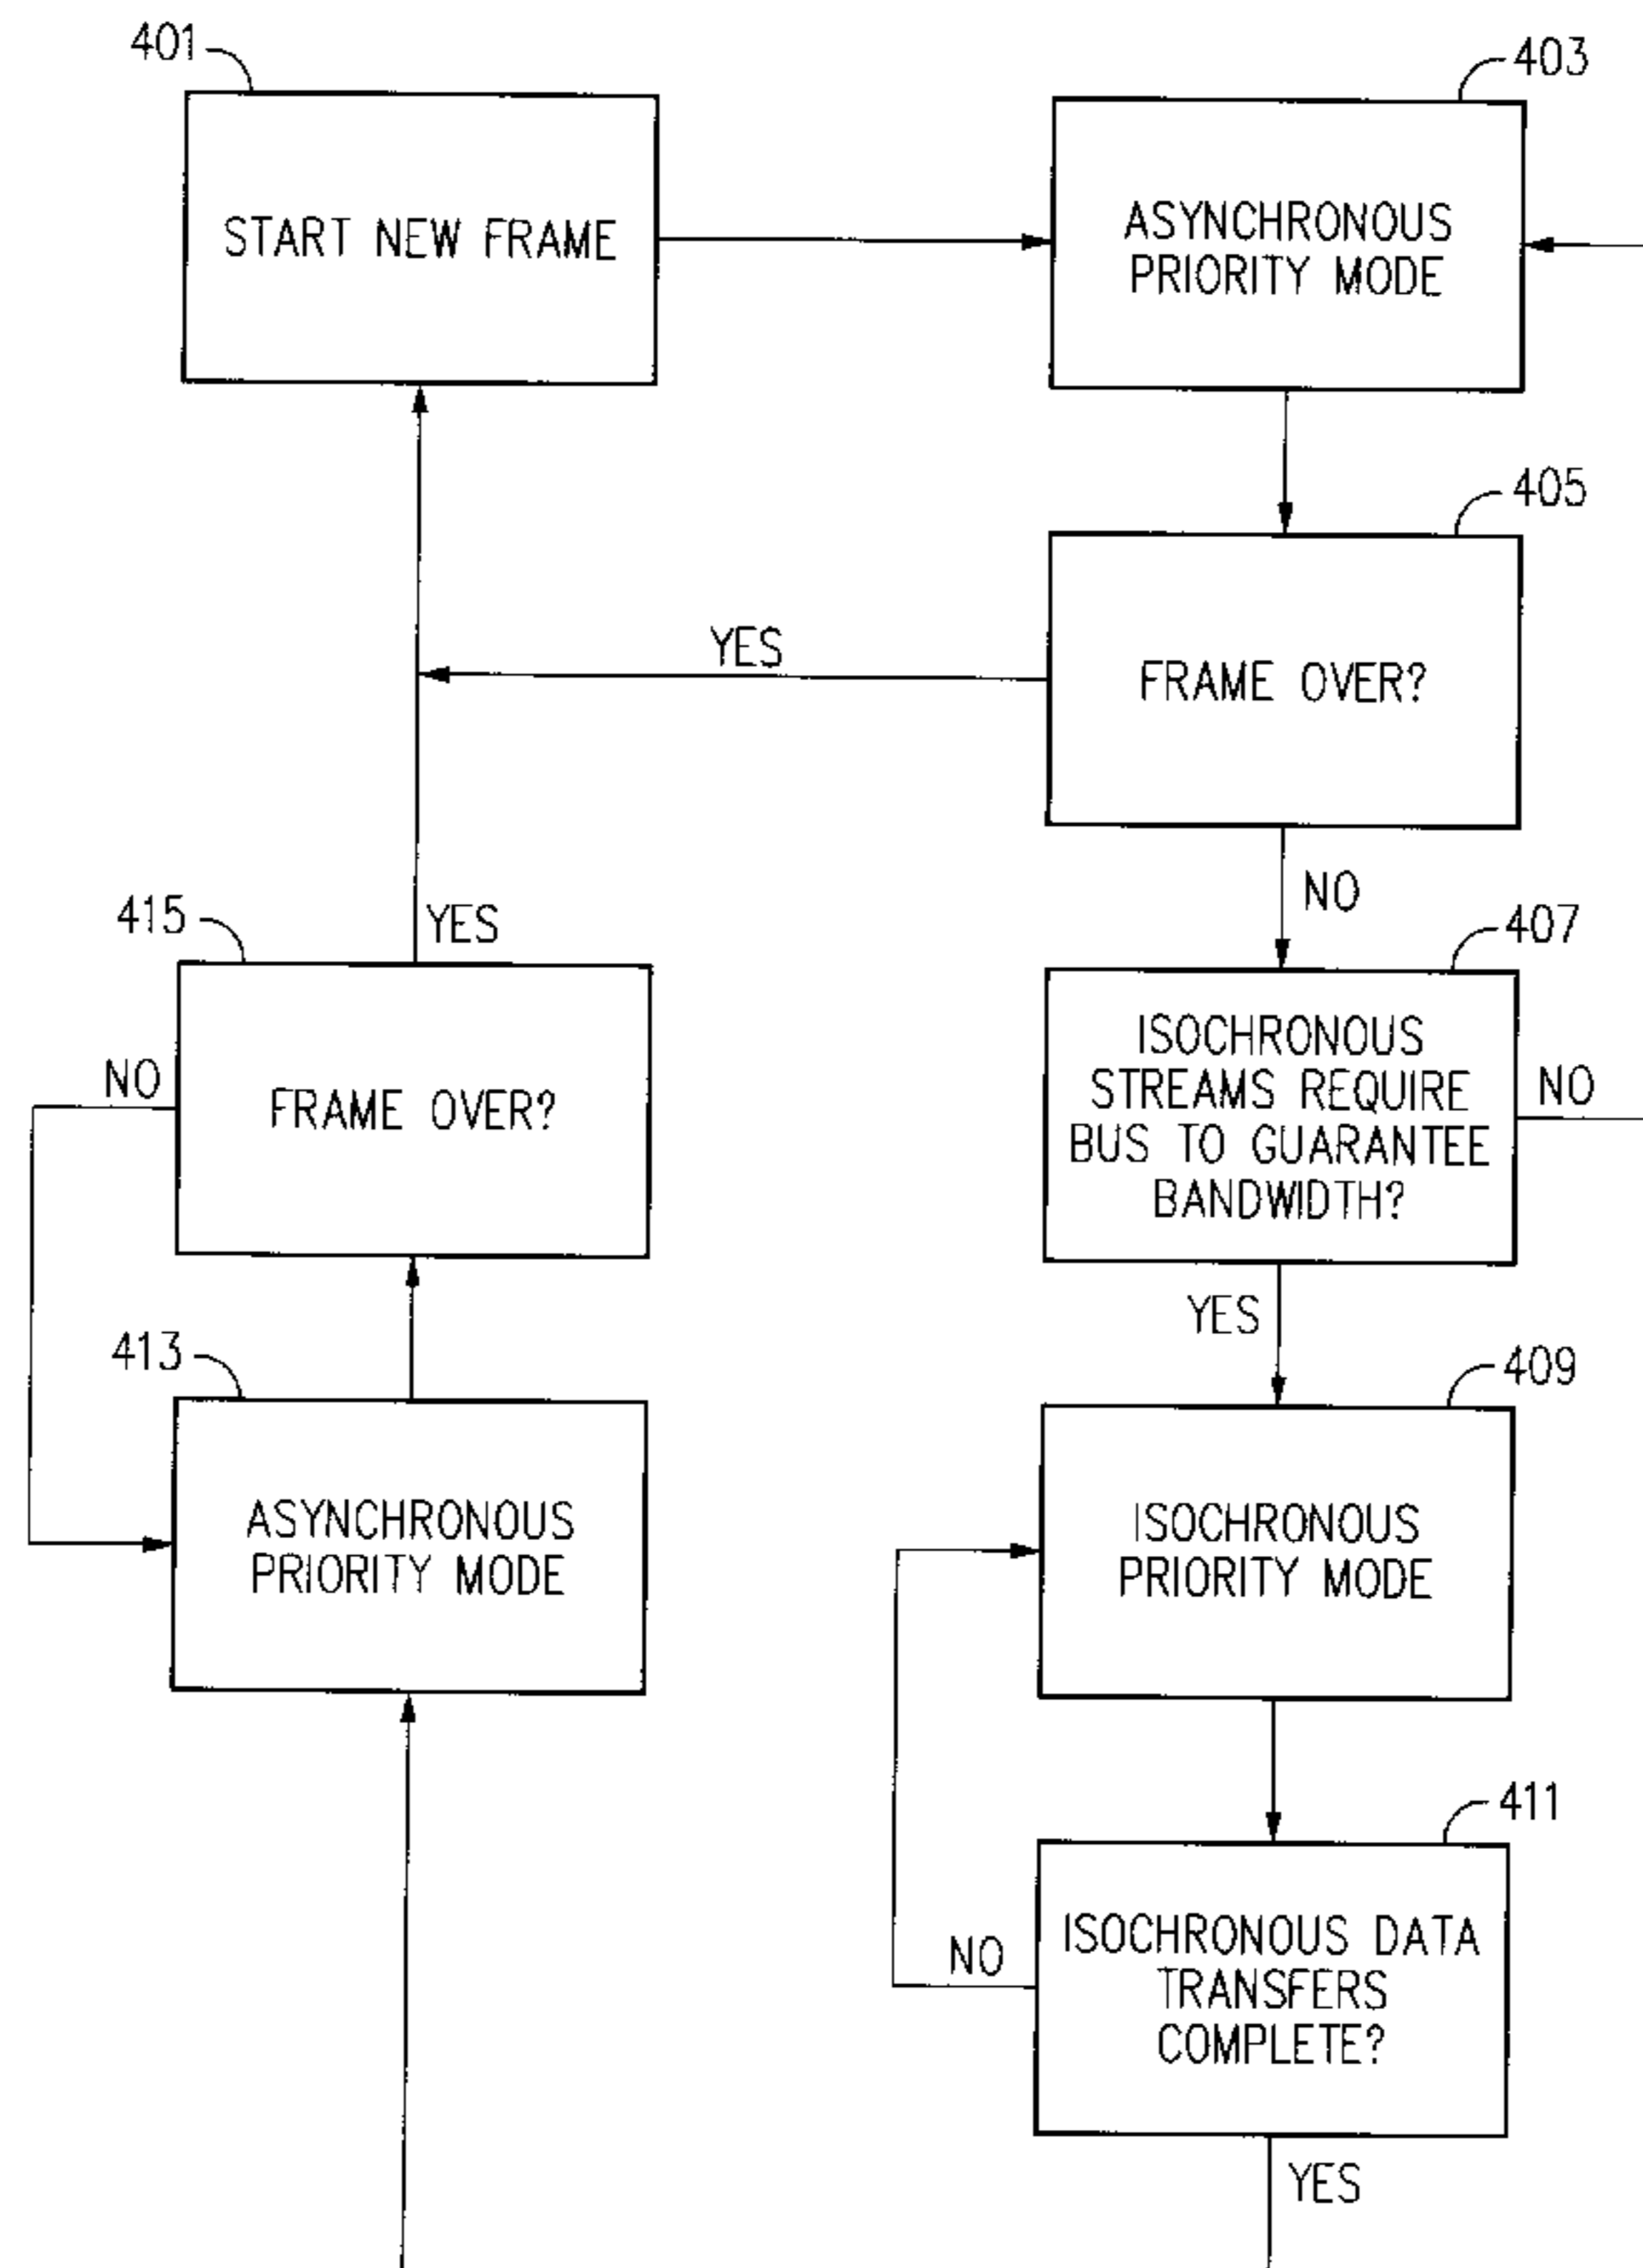 401
START NEW FRAME
403
ASYNCHRONOUS
PRIORITY MODE
405
FRAME OVER?
YES
NO
407
ISOCHRONOUS
STREAMS REQUIRE
BUS TO GUARANTEE
BANDWIDTH?
NO
YES
409
ISOCHRONOUS
PRIORITY MODE
411
ISOCHRONOUS DATA
TRANSFERS
COMPLETE?
NO
YES
413
ASYNCHRONOUS
PRIORITY MODE
415
FRAME OVER?
NO
YES